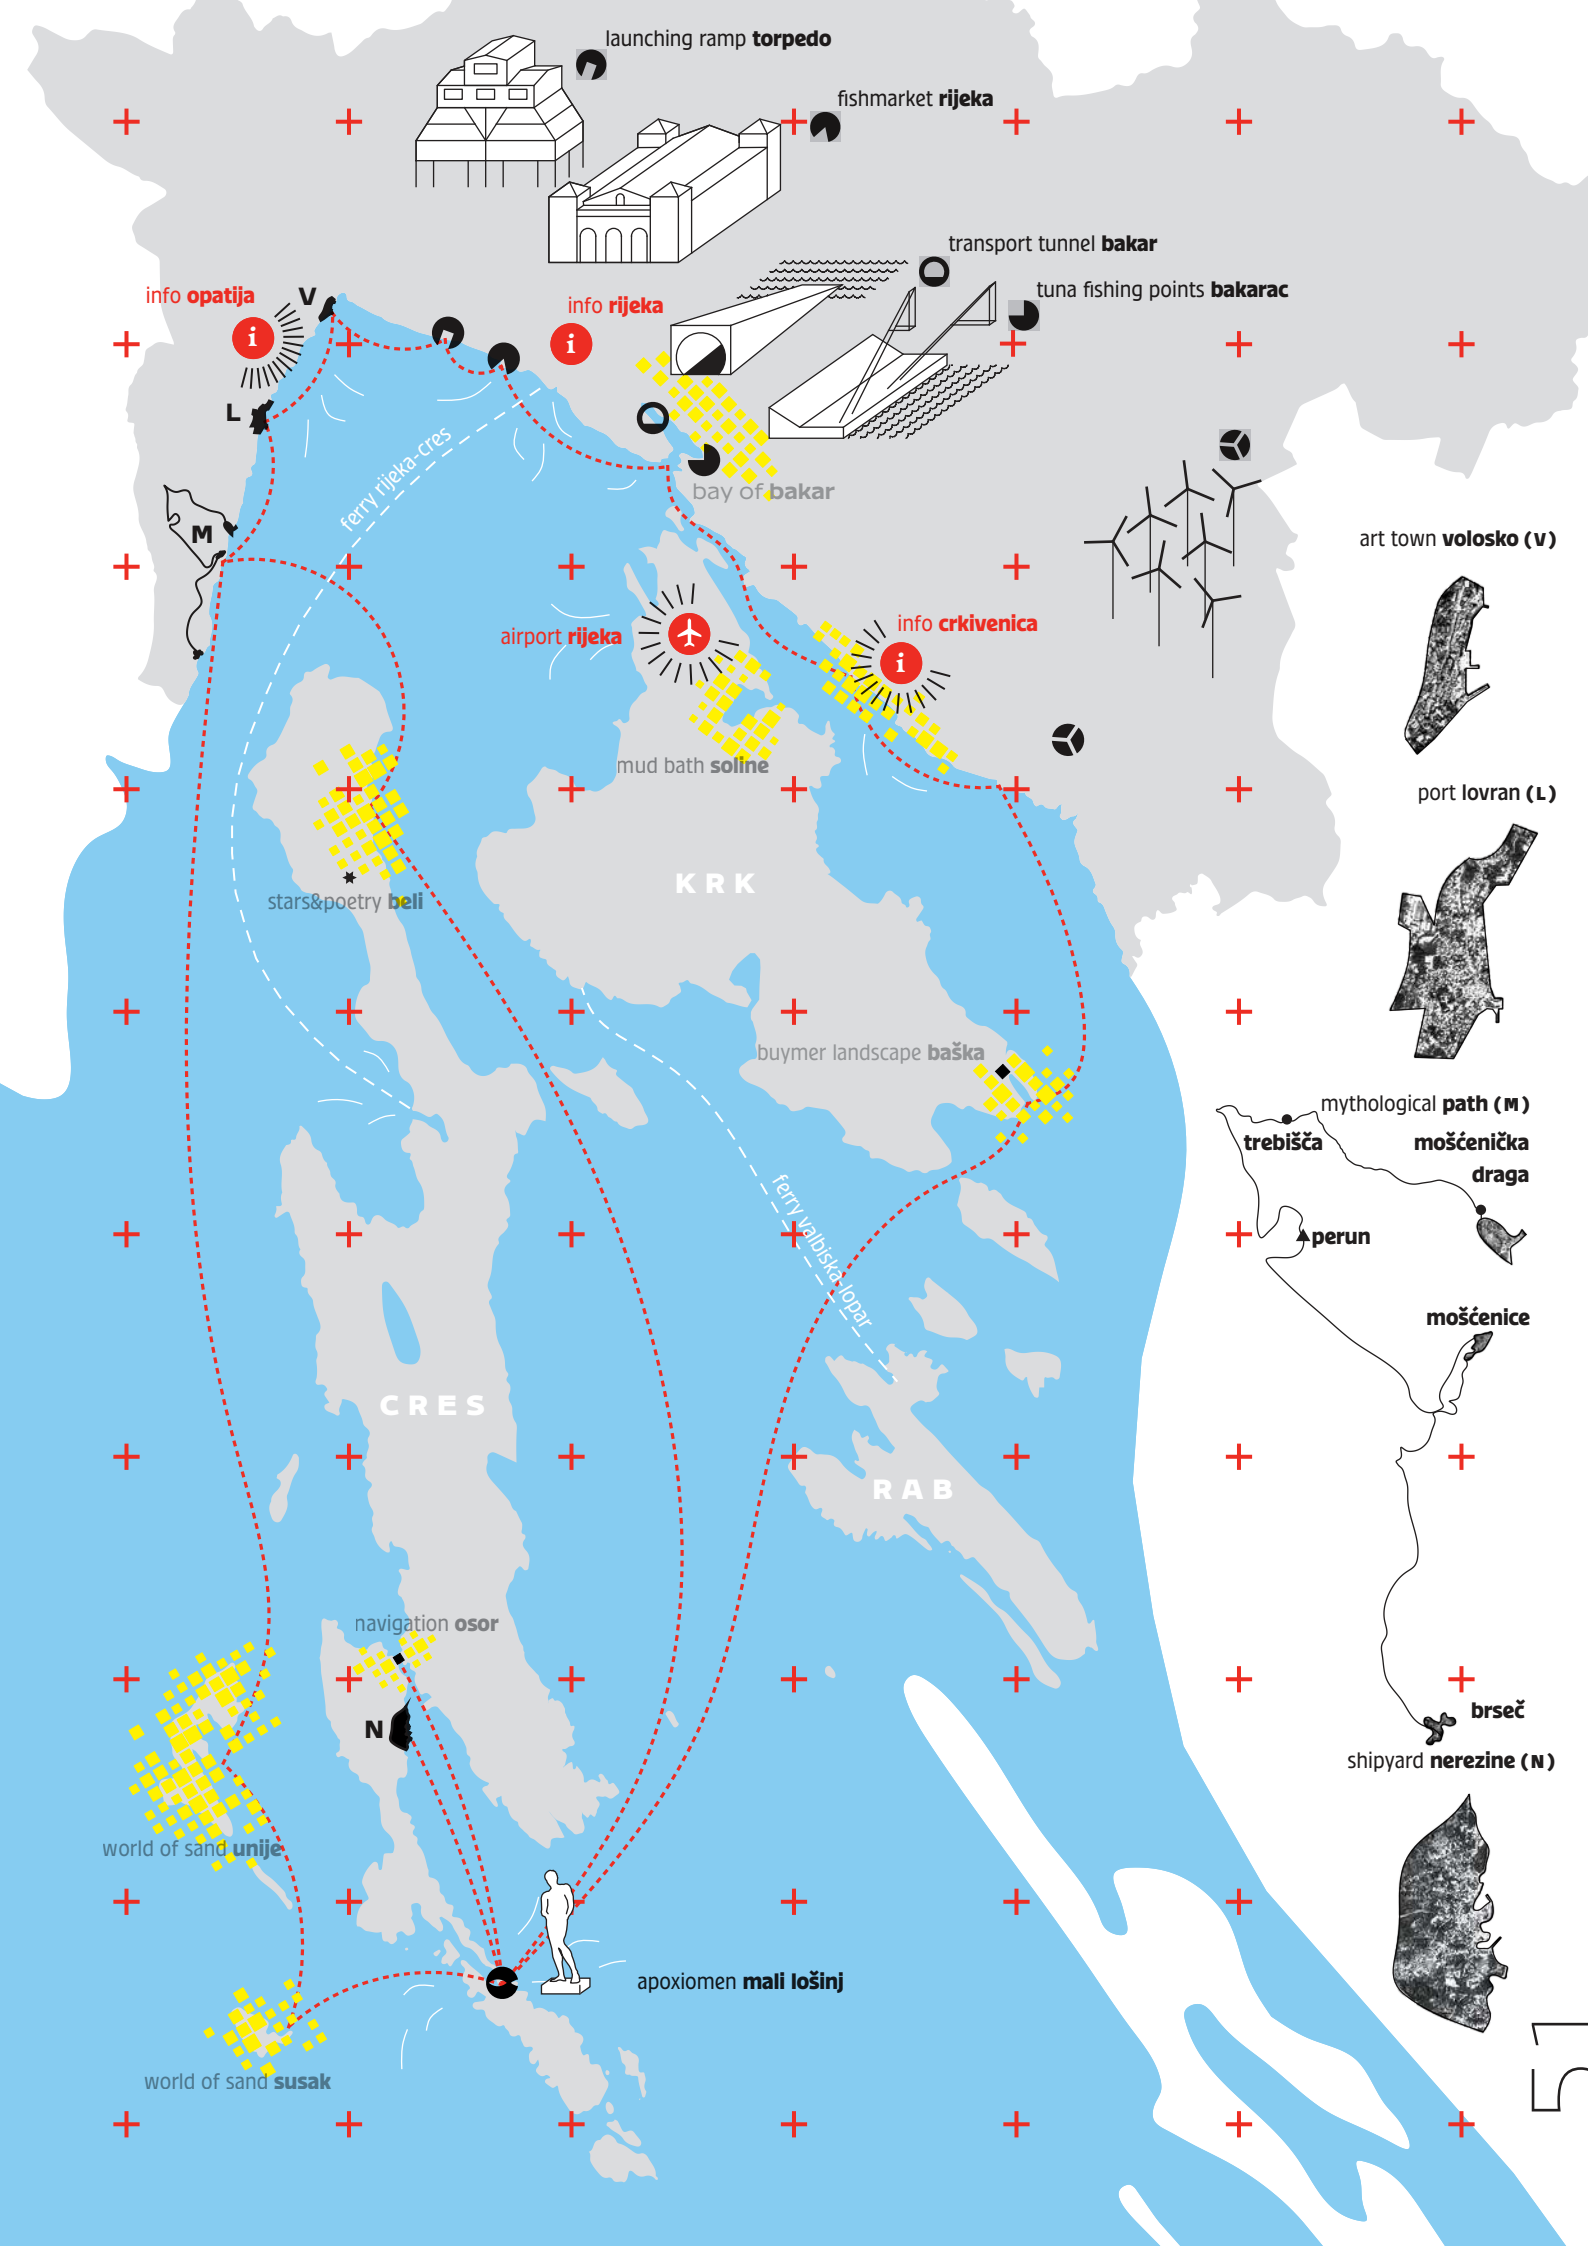 launching ramp torpedo
fishmarket rijeka
transport tunnel bakar
tuna fishing points bakarac
info opatija
V
info rijeka
i
i
L
ferry rijeka-cres
bay of bakar
M
art town volosko (V)
airport rijeka
info crkivenica
i
mud bath soline
port lovran (L)
KRK
stars&poetry beli
buymer landscape baška
mythological path (M)
trebišča
mošćenička
draga
perun
ferry valbiska-lopar
mošćenice
CRES
RAB
navigation osor
N
brseč
shipyard nerezine (N)
world of sand unije
apoxiomen mali lošinj
world of sand susak
51